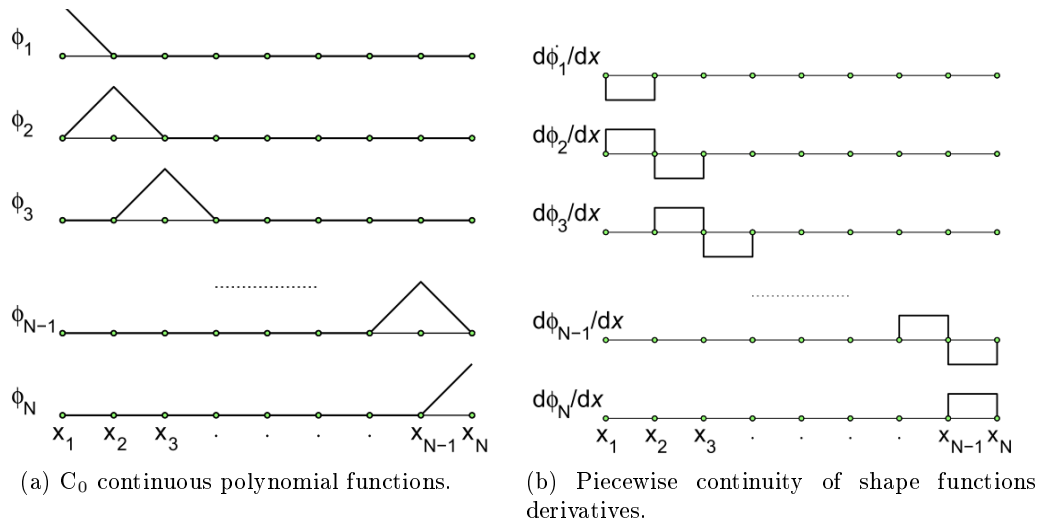 ϕ1
ϕ2
ϕ3
ϕN−1
ϕN
x1 x2 x3 . . . . xN−1 xN
(a) C0 continuous polynomial functions.
dϕ1/dx
dϕ2/dx
dϕ3/dx
dϕN−1/dx
dϕN/dx
x1 x2 x3 . . . . xN−1 xN
(b) Piecewise continuity of shape functions
derivatives.